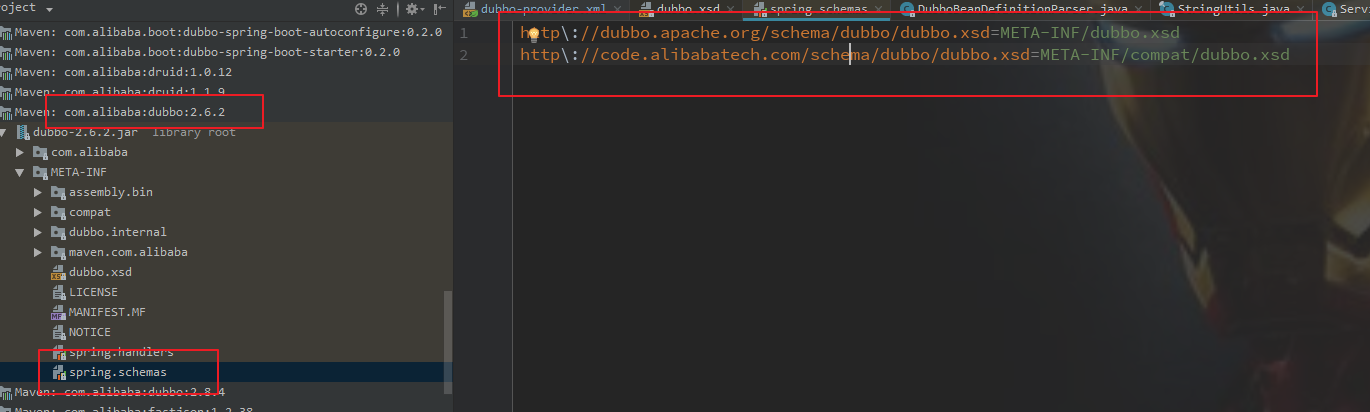 oject
Maven: com.alibaba.boot:dubbo-spring-boot-autoconfigure:0.2.0
Maven: com.alibaba.boot:dubbo-spring-boot-starter:0.2.0
Maven: com.alibaba:druid:1.0.12
Maven: com.alibaba:druid:1.1.9
Maven: com.alibaba:dubbo:2.6.2
dubbo-2.6.2.jar library root
com.alibaba
META-INF
assembly.bin
compat
dubbo.internal
maven.com.alibaba
dubbo.xsd
LICENSE
MANIFEST.MF
NOTICE
spring.handlers
spring.schemas
Maven: com.alibaba:dubbo:2.8.4
Maven: com.alibaba:fastjson:1.2.38
dubbo-provider.xml
dubbo.xsd
spring.schemas
DubboBeanDefinitionParser.java
StringUtils.java
Serv
1 http\://dubbo.apache.org/schema/dubbo/dubbo.xsd=META-INF/dubbo.xsd
2 http\://code.alibabatech.com/schema/dubbo/dubbo.xsd=META-INF/compat/dubbo.xsd